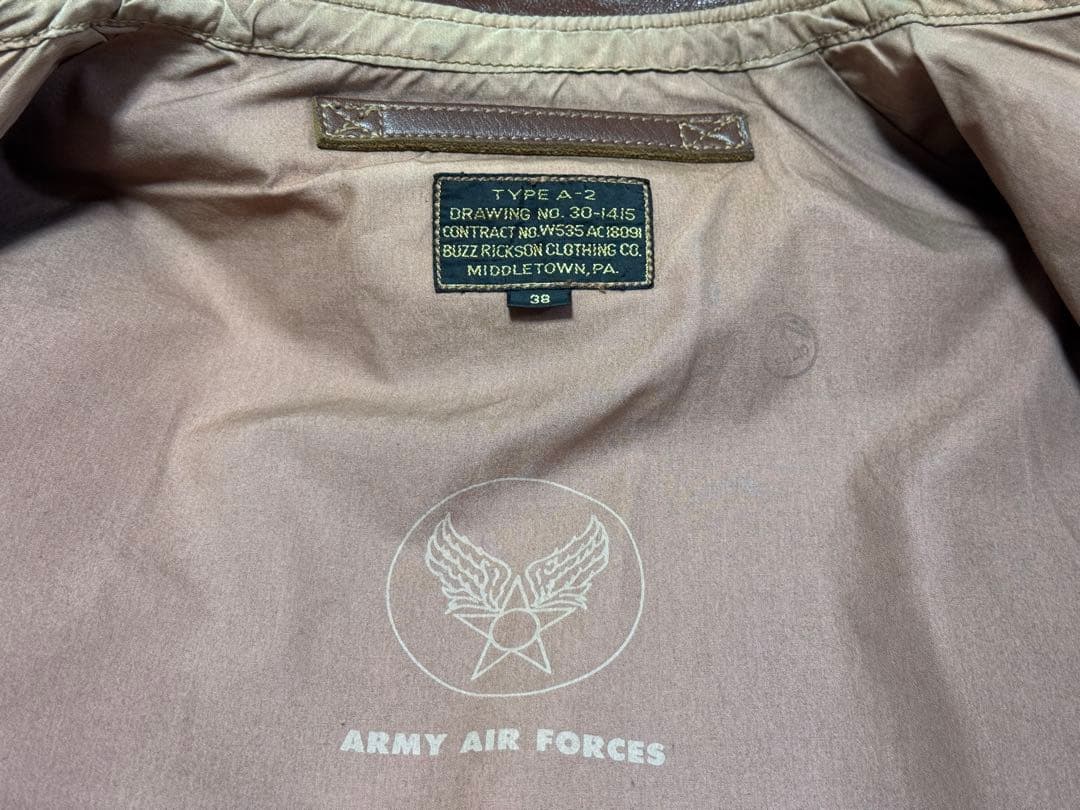 TYPE A-2
DRAWING NO. 30-1415
CONTRACT NO. W535 AC18091
BUZZ RICKSON CLOTHING CO.
MIDDLETOWN, PA.
38
ARMY AIR FORCES